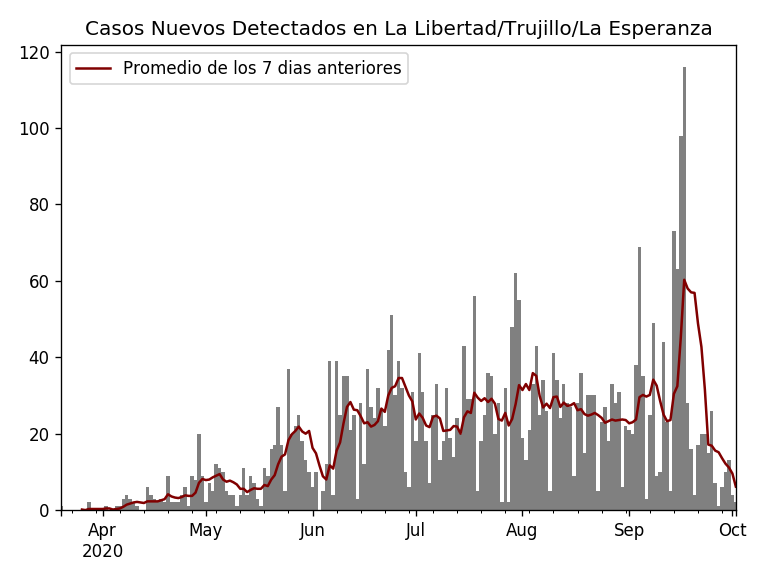 Casos Nuevos Detectados en La Libertad/Trujillo/La Esperanza
Promedio de los 7 dias anteriores
120
100
80
60
40
20
0
Apr May Jun Jul Aug Sep Oct
2020